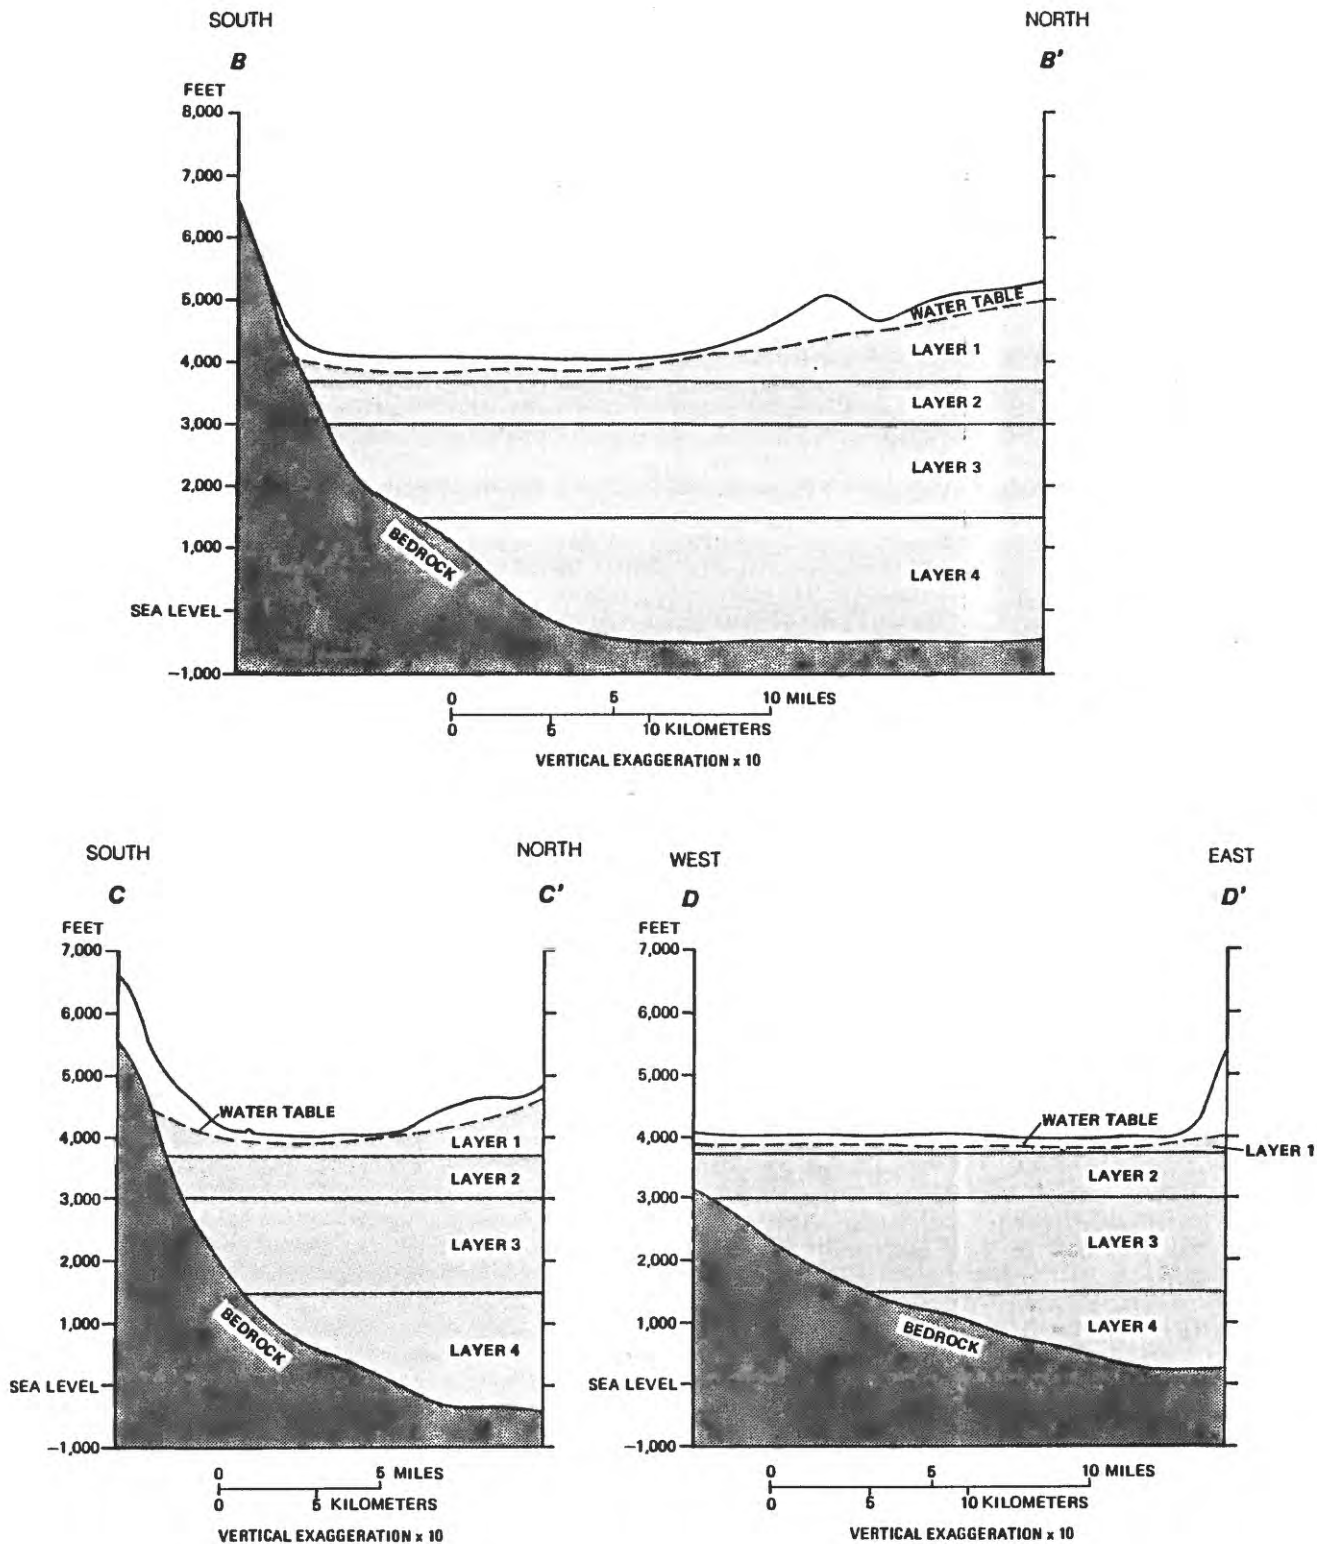 SOUTH NORTH
B B'
FEET
8,000
7,000
6,000
5,000
4,000
3,000
2,000
1,000
SEA LEVEL
−1,000
WATER TABLE
LAYER 1
LAYER 2
LAYER 3
LAYER 4
BEDROCK
0 5 10 MILES
0 5 10 KILOMETERS
VERTICAL EXAGGERATION x 10
SOUTH NORTH
C C'
FEET
7,000
6,000
5,000
4,000
3,000
2,000
1,000
SEA LEVEL
−1,000
WATER TABLE
LAYER 1
LAYER 2
LAYER 3
LAYER 4
BEDROCK
0 5 MILES
0 5 KILOMETERS
VERTICAL EXAGGERATION x 10
WEST EAST
D D'
FEET
7,000
6,000
5,000
4,000
3,000
2,000
1,000
SEA LEVEL
−1,000
WATER TABLE
LAYER 1
LAYER 2
LAYER 3
LAYER 4
BEDROCK
0 5 10 MILES
0 5 10 KILOMETERS
VERTICAL EXAGGERATION x 10